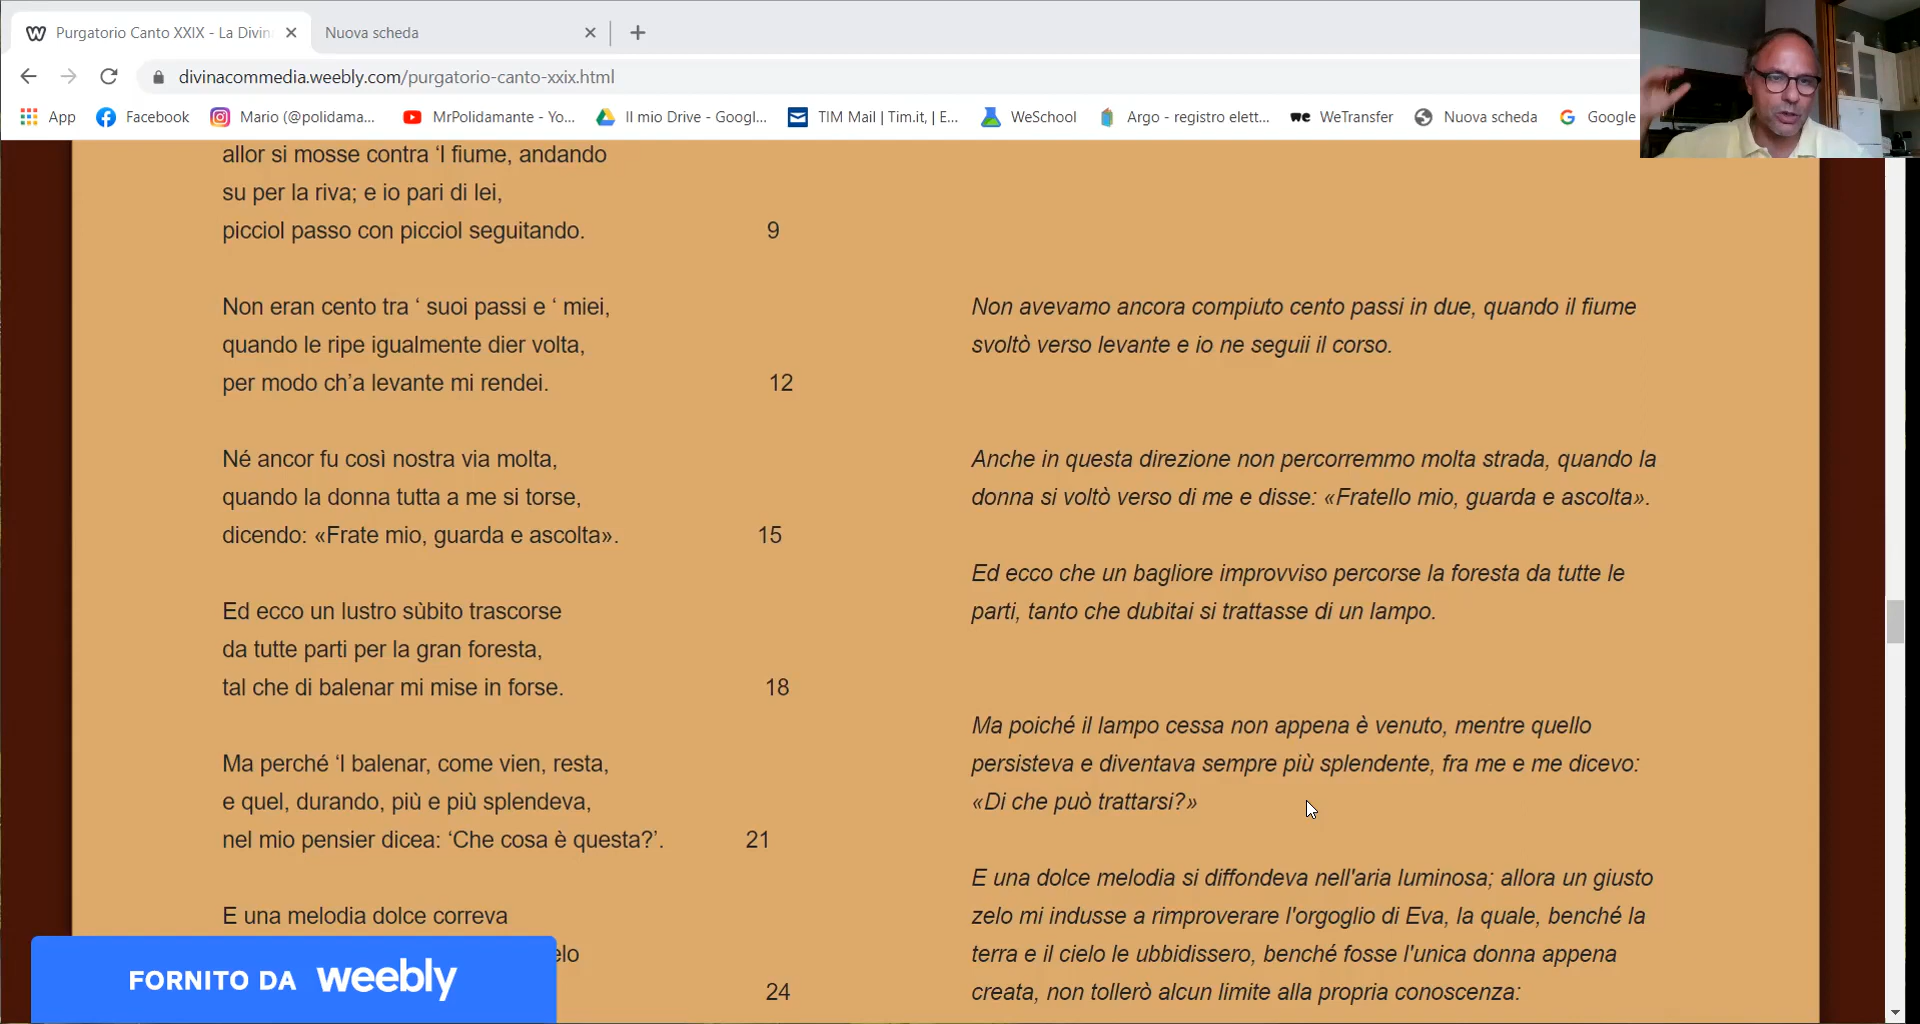 Purgatorio Canto XXIX - La Divin
Nuova scheda
divinacommedia.weebly.com/purgatorio-canto-xxix.html
App
Facebook
Mario (@polidama...
MrPolidamante - Yo...
Il mio Drive - Googl...
TIM Mail | Tim.it, | E...
WeSchool
Argo - registro elett...
WeTransfer
Nuova scheda
Google
allor si mosse contra ‘l fiume, andando
su per la riva; e io pari di lei,
picciol passo con picciol seguitando. 9
Non eran cento tra ‘ suoi passi e ‘ miei,
quando le ripe igualmente dier volta,
per modo ch’a levante mi rendei. 12
Né ancor fu così nostra via molta,
quando la donna tutta a me si torse,
dicendo: «Frate mio, guarda e ascolta». 15
Ed ecco un lustro sùbito trascorse
da tutte parti per la gran foresta,
tal che di balenar mi mise in forse. 18
Ma perché ‘l balenar, come vien, resta,
e quel, durando, più e più splendeva,
nel mio pensier dicea: ‘Che cosa è questa?’. 21
E una melodia dolce correva
elo
24
Non avevamo ancora compiuto cento passi in due, quando il fiume
svoltò verso levante e io ne seguii il corso.
Anche in questa direzione non percorremmo molta strada, quando la
donna si voltò verso di me e disse: «Fratello mio, guarda e ascolta».
Ed ecco che un bagliore improvviso percorse la foresta da tutte le
parti, tanto che dubitai si trattasse di un lampo.
Ma poiché il lampo cessa non appena è venuto, mentre quello
persisteva e diventava sempre più splendente, fra me e me dicevo:
«Di che può trattarsi?»
E una dolce melodia si diffondeva nell'aria luminosa; allora un giusto
zelo mi indusse a rimproverare l'orgoglio di Eva, la quale, benché la
terra e il cielo le ubbidissero, benché fosse l'unica donna appena
creata, non tollerò alcun limite alla propria conoscenza:
FORNITO DA weebly